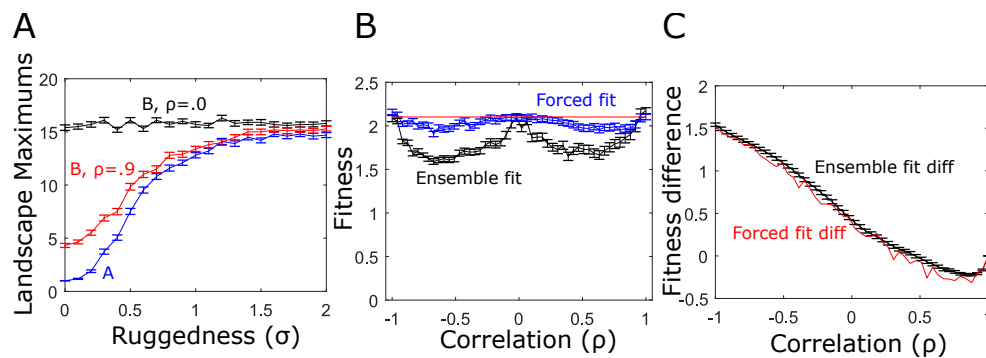 A
B
C
Landscape Maximums
20
15
10
5
0
B, ρ=.0
B, ρ=.9
A
0
0.5
1
1.5
2
Ruggedness (σ)
Fitness
2.5
2
1.5
1
0.5
0
Forced fit
Ensemble fit
-1
-0.5
0
0.5
1
Correlation (ρ)
Fitness difference
2
1.5
1
0.5
0
-0.5
Ensemble fit diff
Forced fit diff
-1
-0.5
0
0.5
1
Correlation (ρ)